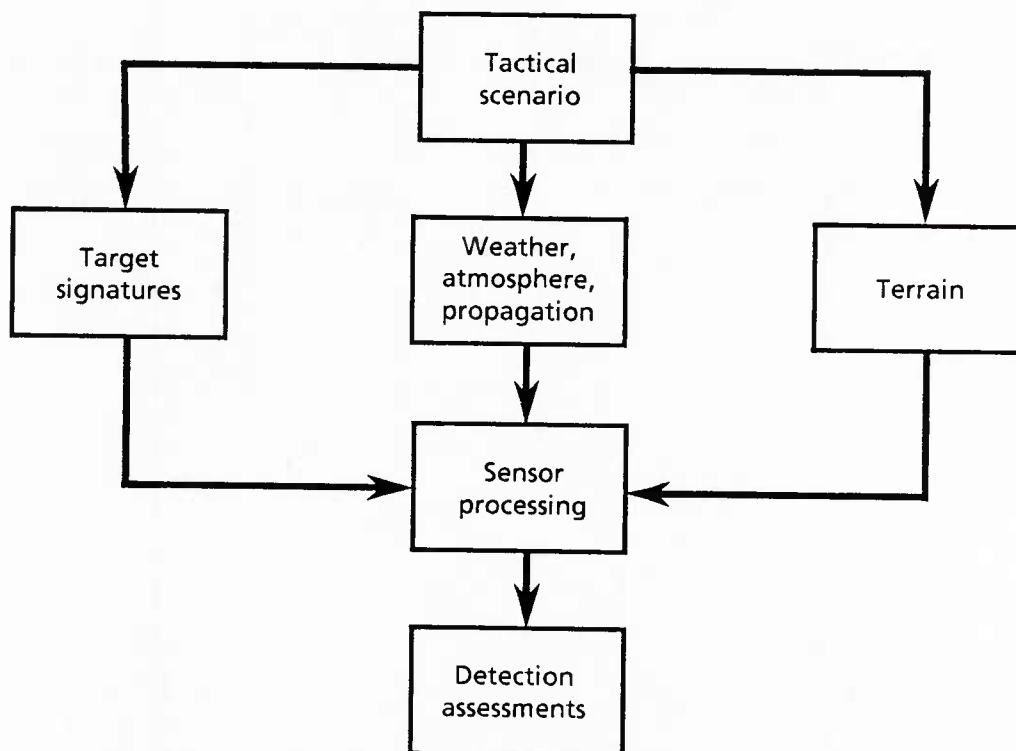 Tactical
scenario
Target
signatures
Weather,
atmosphere,
propagation
Terrain
Sensor
processing
Detection
assessments